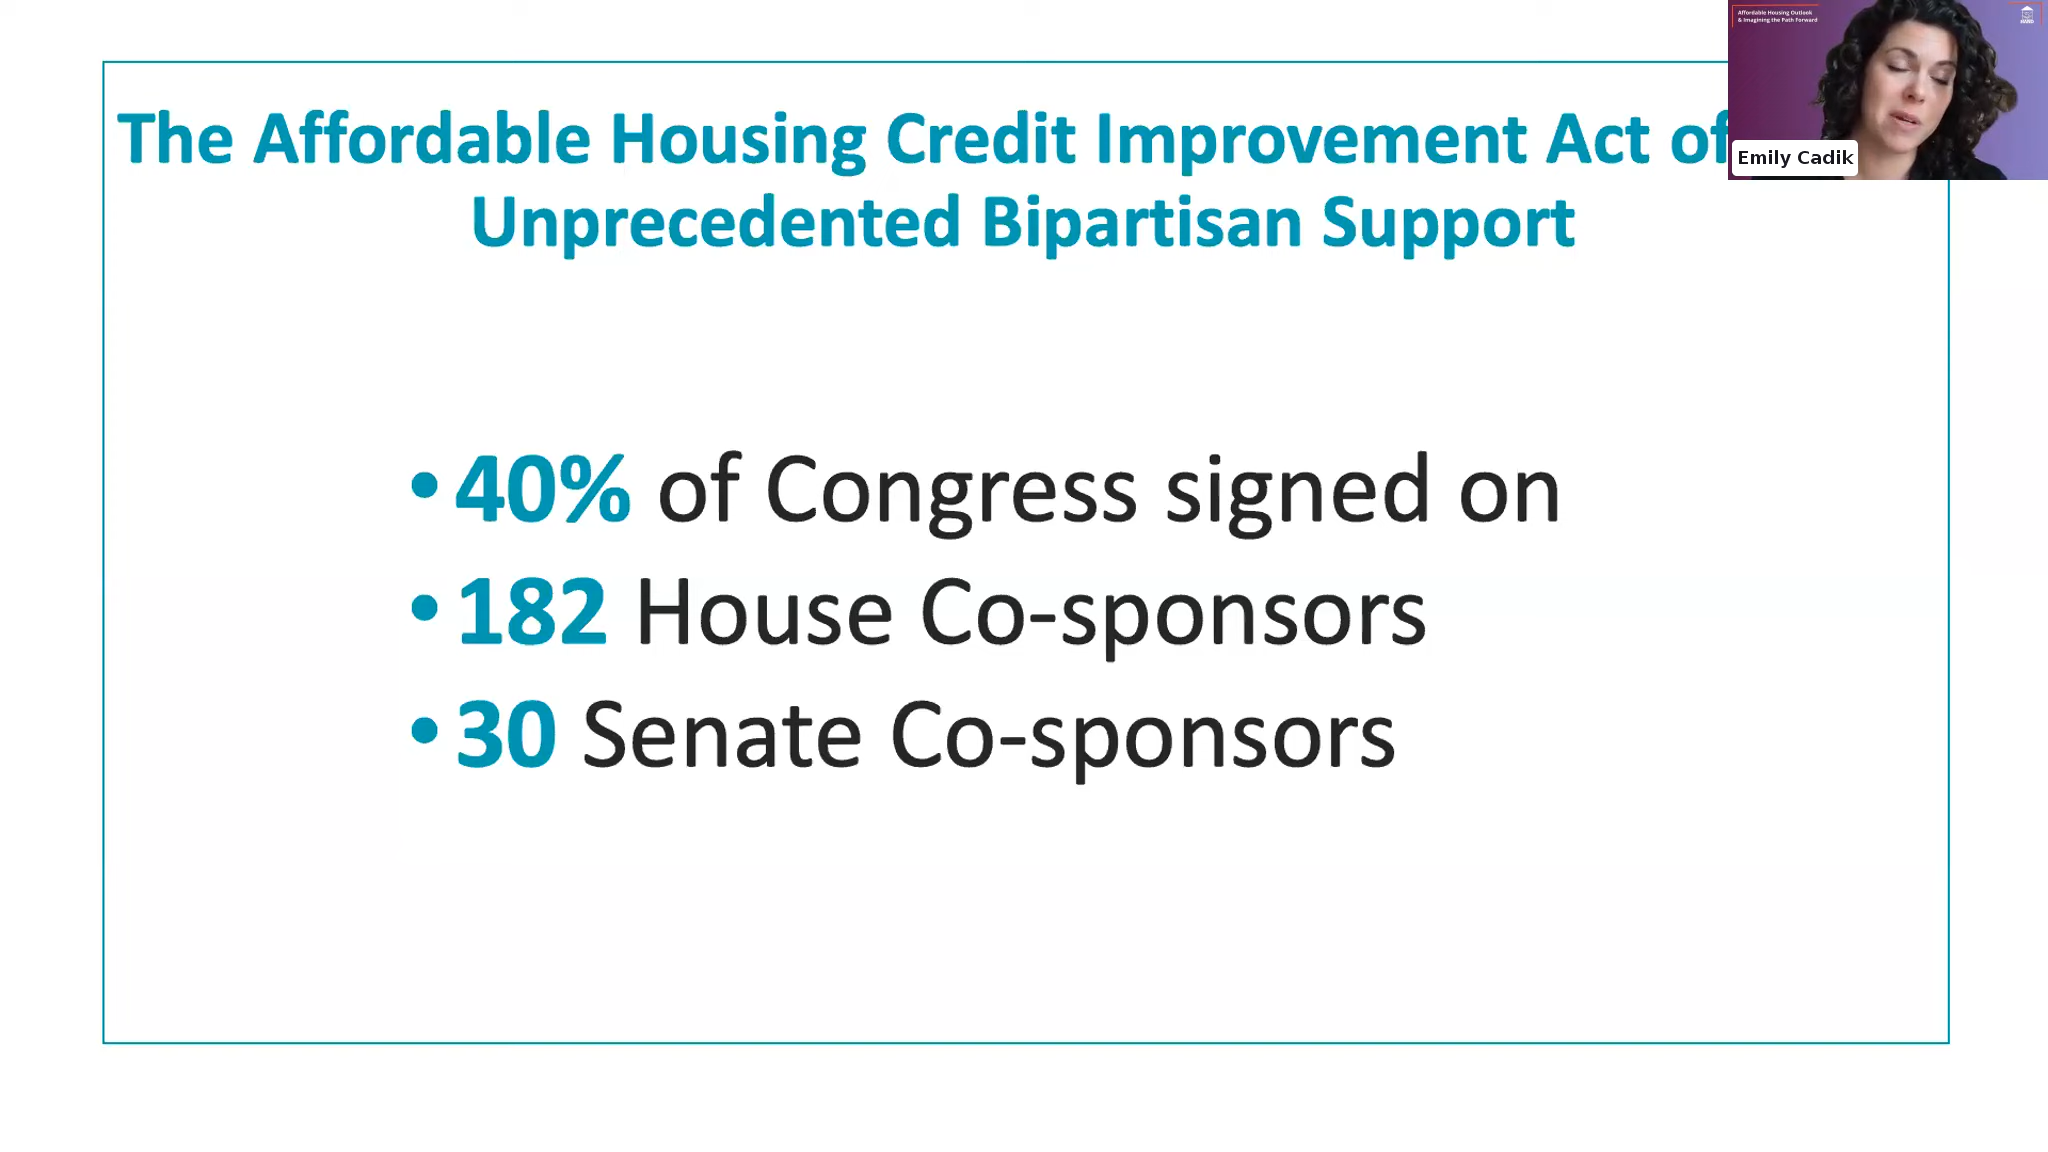 Affordable Housing Outlook
& Imagining the Path Forward
The Affordable Housing Credit Improvement Act of
Unprecedented Bipartisan Support
Emily Cadik
• 40% of Congress signed on
• 182 House Co-sponsors
• 30 Senate Co-sponsors